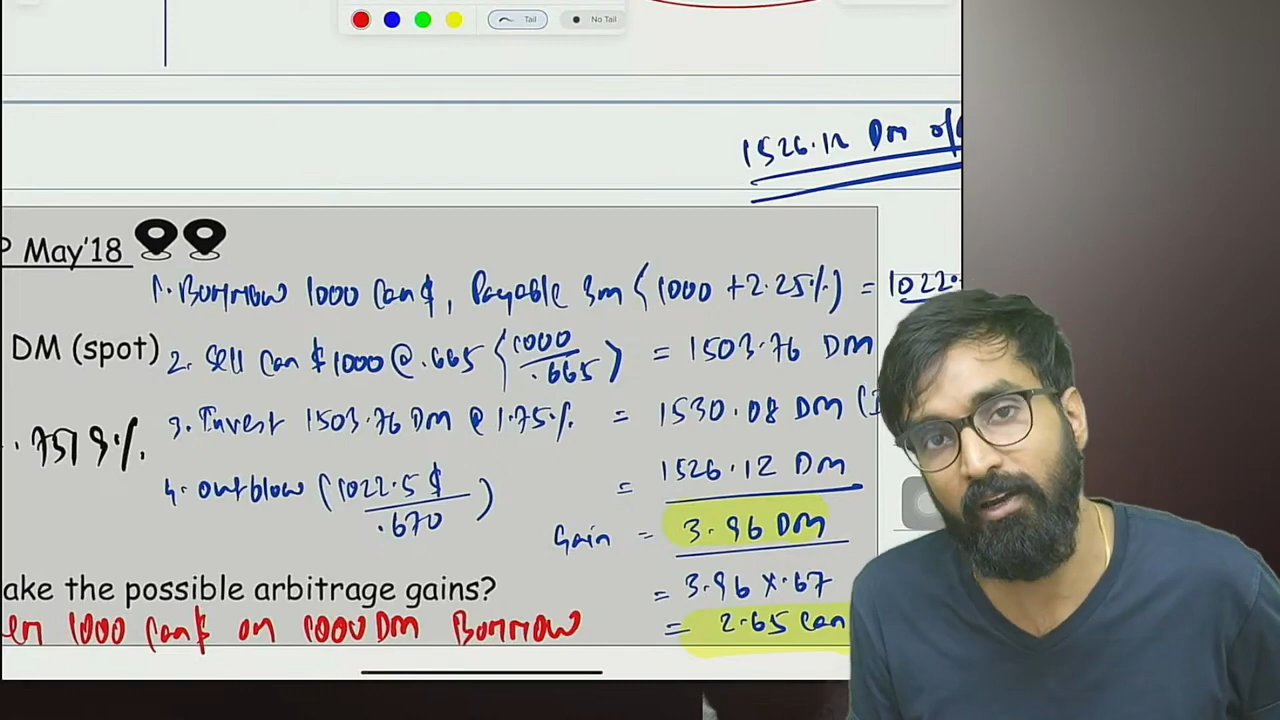 Tail
No Tail
1526.12 DM o/
P May'18
1. Borrow 1000 Can$, Payable 3m (1000 + 2.25%) = 1022.
DM (spot)
2. Sell Can $1000 @ .665 (1000/.665) = 1503.76 DM
3. Invest 1503.76 DM @ 1.75% = 1530.08 DM (I
.7519%
4. Outflow (1022.5 $/.670) = 1526.12 DM
Gain = 3.96 DM
ake the possible arbitrage gains?
= 3.96 x .67
er 1000 Can$ or 1000 DM Borrow
= 2.65 Can